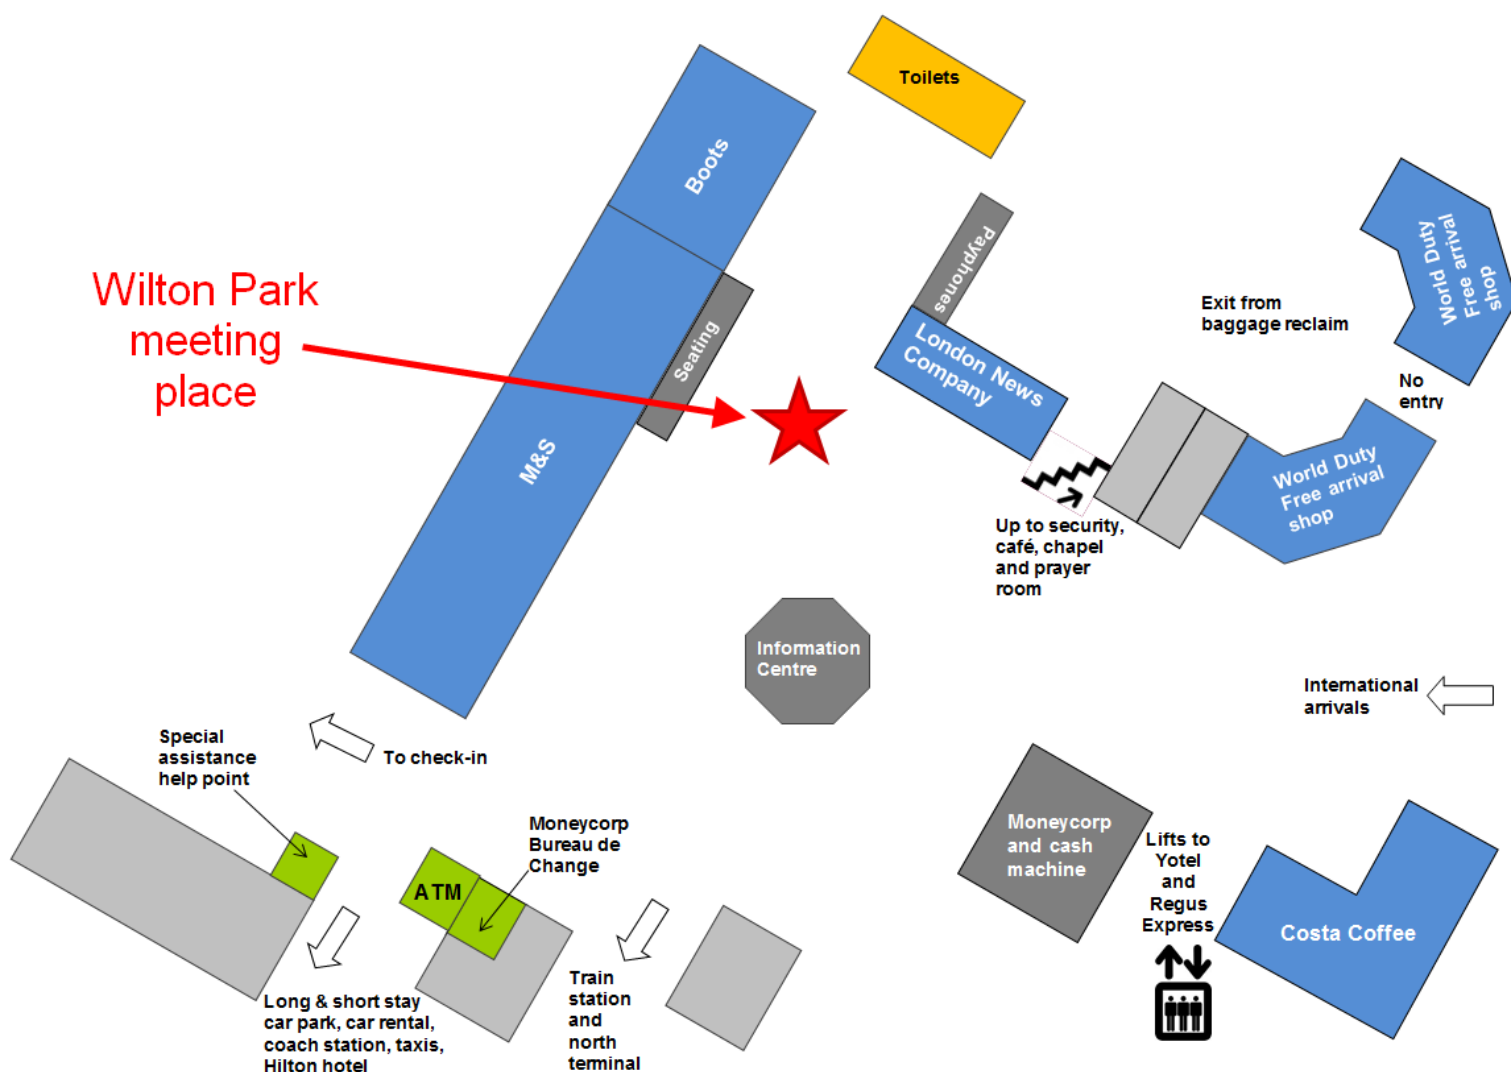 Toilets
Boots
Payphones
World Duty
Free arrival
shop
Wilton Park
meeting
place
Exit from
baggage reclaim
Seating
London News
Company
No
entry
M&S
World Duty
Free arrival
shop
Up to security,
café, chapel
and prayer
room
Information
Centre
International
arrivals
Special
assistance
help point
To check-in
Moneycorp
Bureau de
Change
Moneycorp
and cash
machine
Lifts to
Yotel
and
Regus
Express
ATM
Costa Coffee
Long & short stay
car park, car rental,
coach station, taxis,
Hilton hotel
Train
station
and
north
terminal